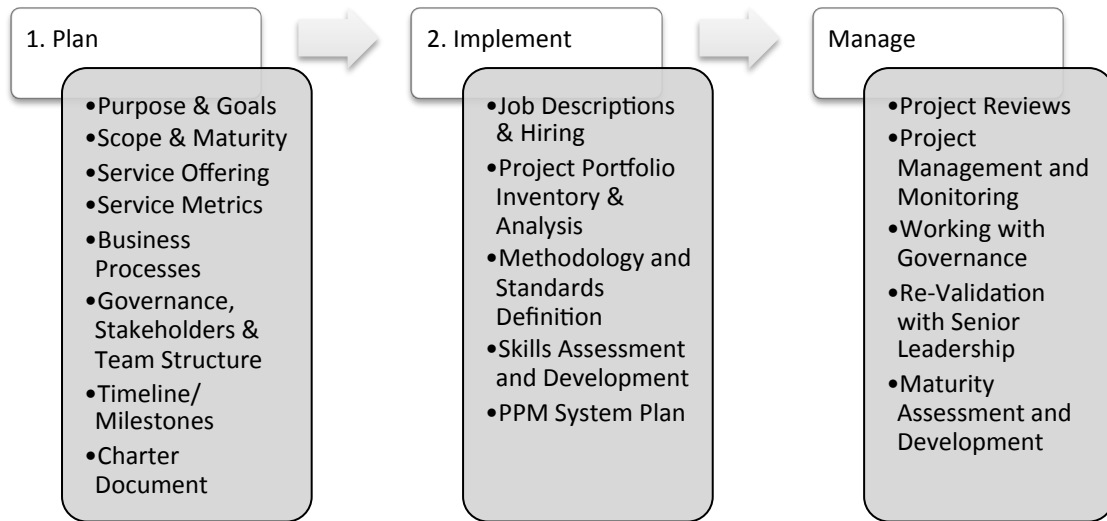 1. Plan
•Purpose & Goals
•Scope & Maturity
•Service Offering
•Service Metrics
•Business
Processes
•Governance,
Stakeholders &
Team Structure
•Timeline/
Milestones
•Charter
Document
2. Implement
•Job Descriptions
& Hiring
•Project Portfolio
Inventory &
Analysis
•Methodology and
Standards
Definition
•Skills Assessment
and Development
•PPM System Plan
Manage
•Project Reviews
•Project
Management and
Monitoring
•Working with
Governance
•Re-Validation
with Senior
Leadership
•Maturity
Assessment and
Development